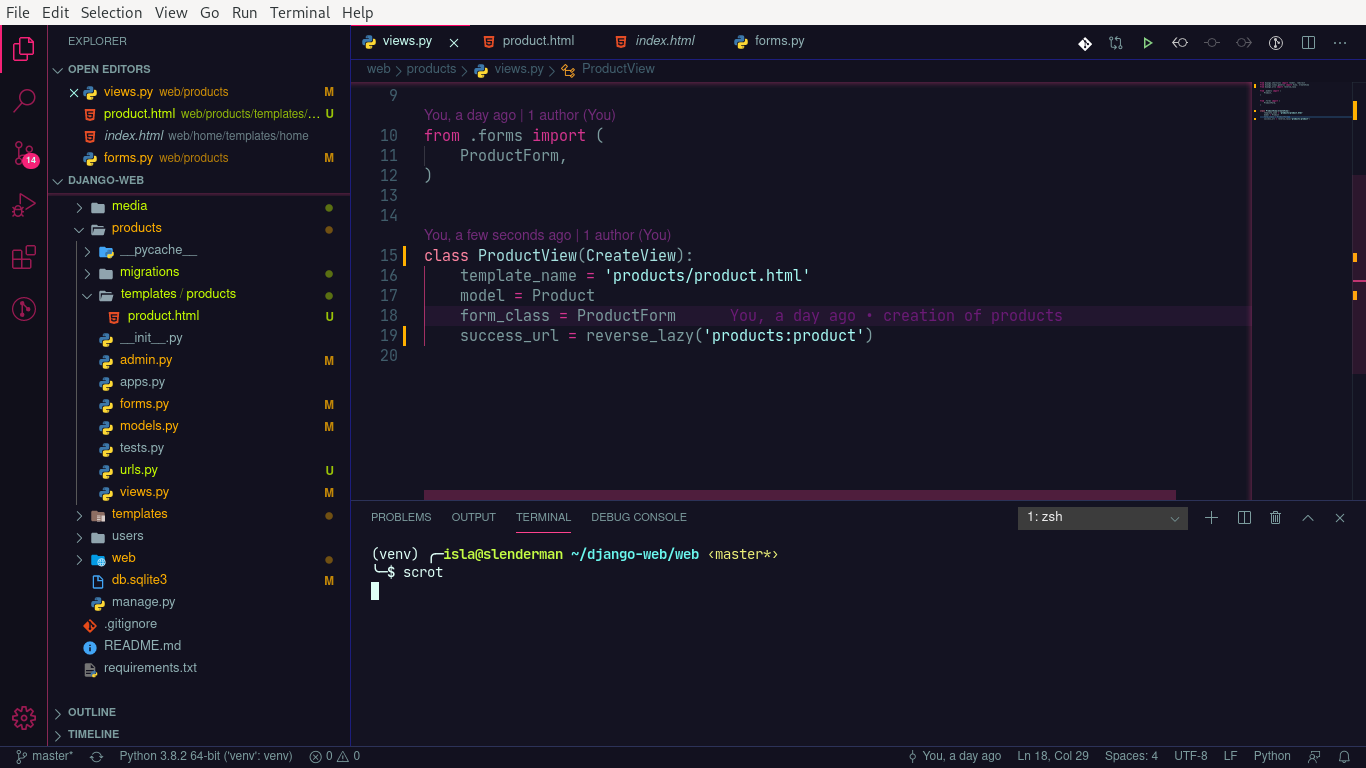 File Edit Selection View Go Run Terminal Help
EXPLORER
OPEN EDITORS
views.py web/products M
product.html web/products/templates/... U
index.html web/home/templates/home
forms.py web/products M
DJANGO-WEB
media
products
__pycache__
migrations
templates / products
product.html U
__init__.py
admin.py M
apps.py
forms.py M
models.py M
tests.py
urls.py U
views.py M
templates
users
web
db.sqlite3 M
manage.py
.gitignore
README.md
requirements.txt
OUTLINE
TIMELINE
14
views.py product.html index.html forms.py
web > products > views.py > ProductView
9
You, a day ago | 1 author (You)
10 from .forms import (
11     ProductForm,
12 )
13
14
You, a few seconds ago | 1 author (You)
15 class ProductView(CreateView):
16     template_name = 'products/product.html'
17     model = Product
18     form_class = ProductForm      You, a day ago • creation of products
19     success_url = reverse_lazy('products:product')
20
PROBLEMS OUTPUT TERMINAL DEBUG CONSOLE 1: zsh
(venv) ╭─isla@slenderman ~/django-web/web ‹master*›
╰─$ scrot
master* Python 3.8.2 64-bit ('venv': venv) 0 0 You, a day ago Ln 18, Col 29 Spaces: 4 UTF-8 LF Python